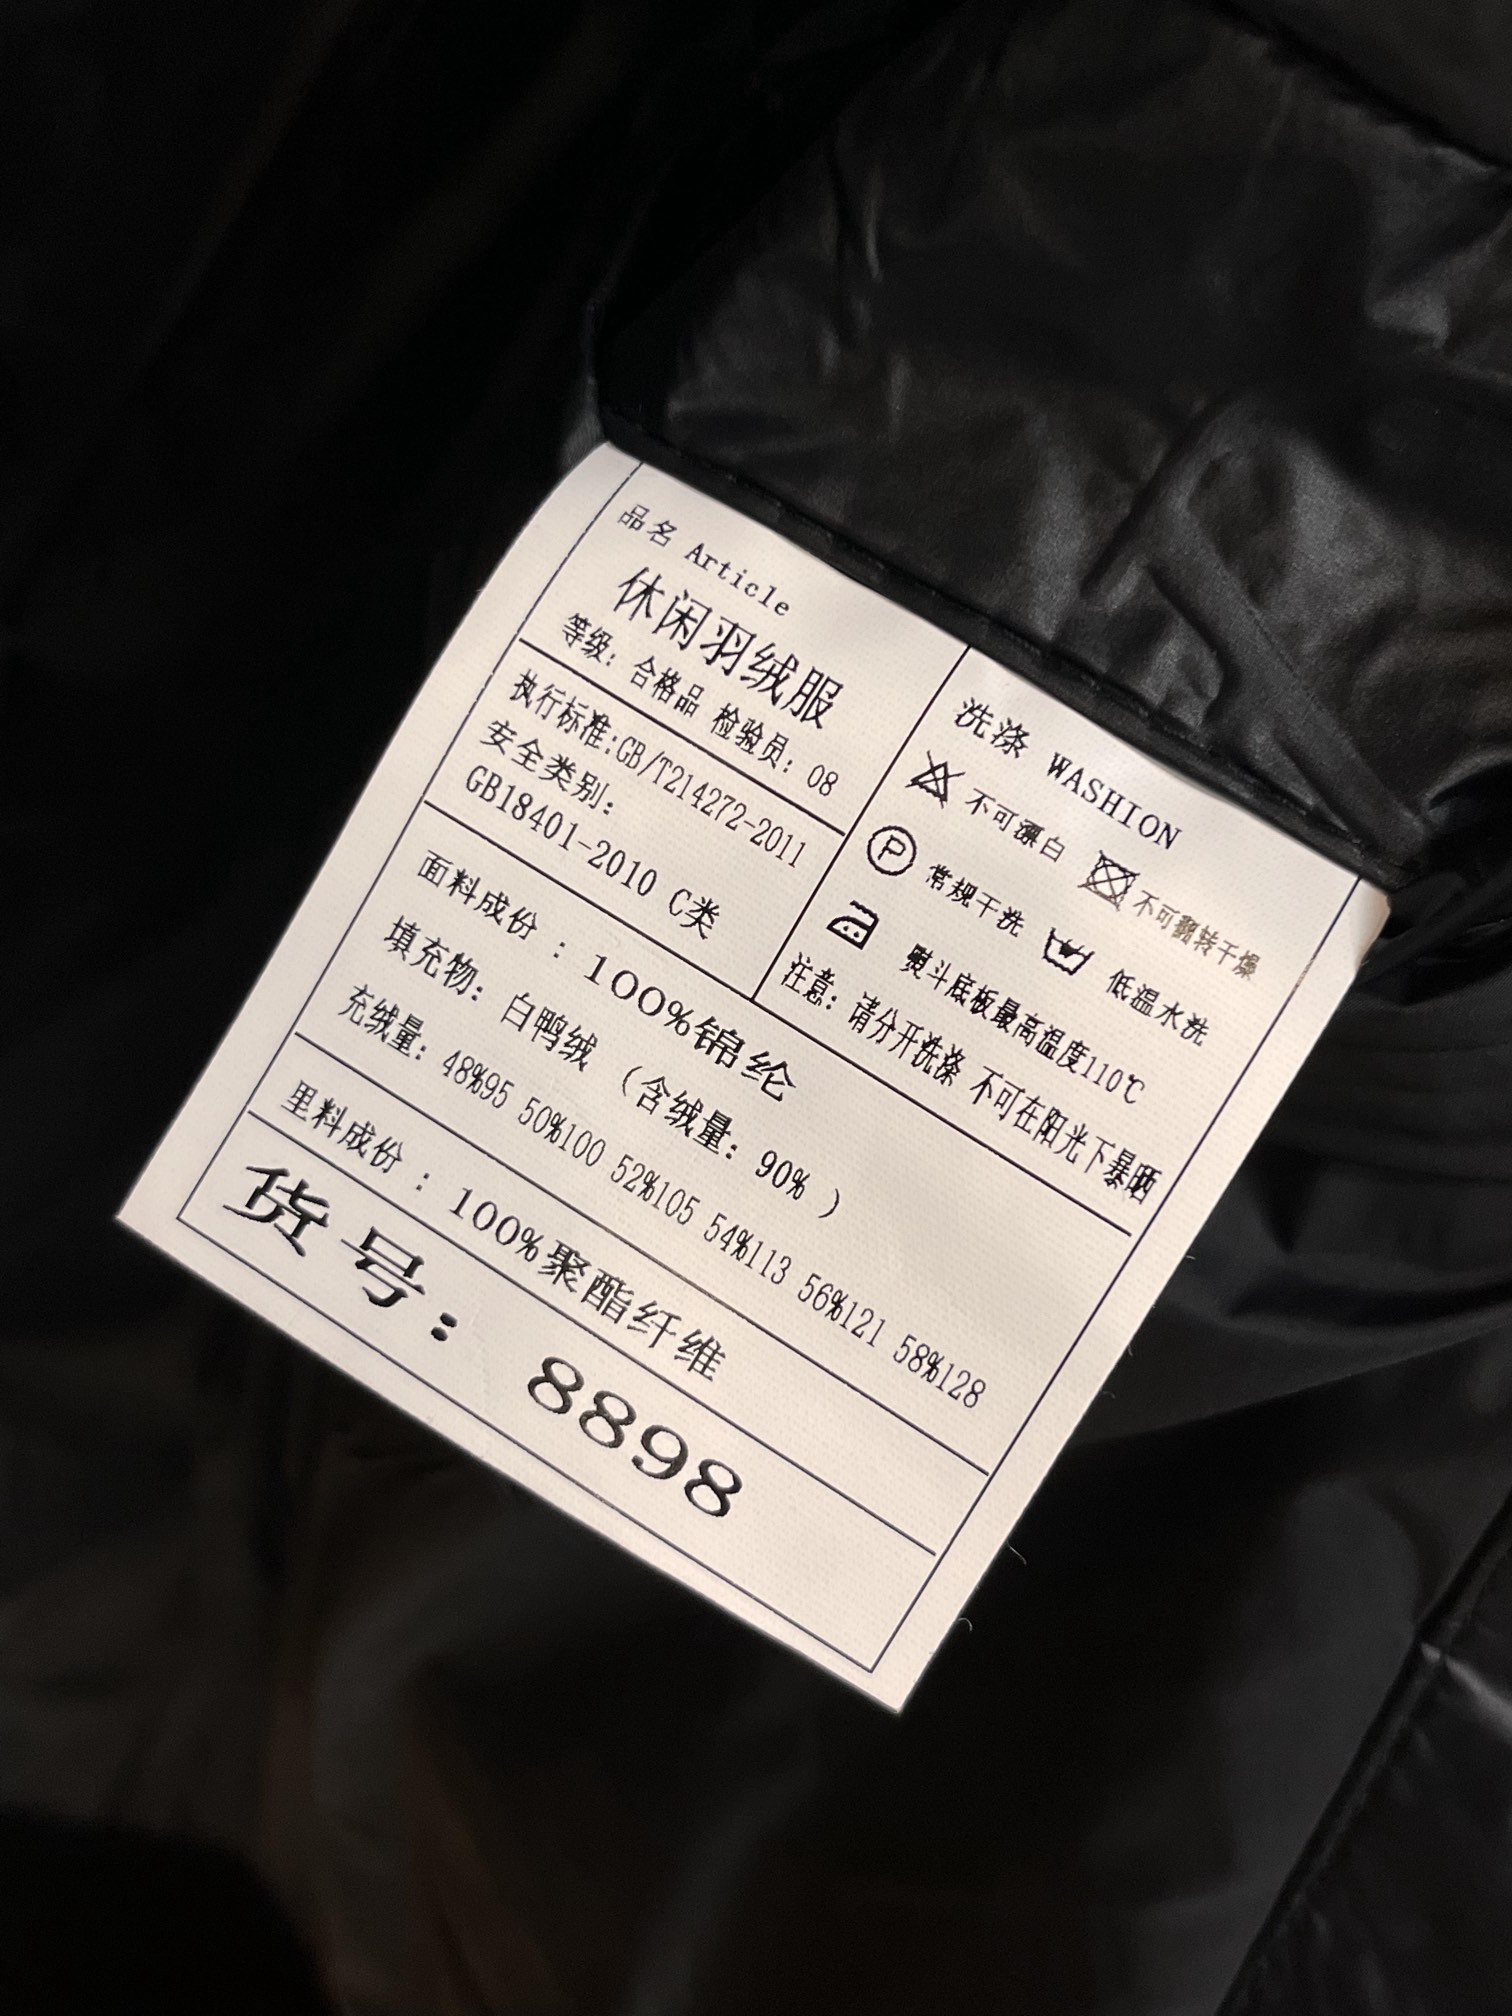 品名 Article
休闲羽绒服
等级：合格品 检验员：08
执行标准：GB/T214272-2011
安全类别：
GB18401-2010 C类
洗涤 WASHION
不可漂白 不可翻转干燥
P 常规干洗 低温水洗
熨斗底板最高温度110℃
注意：请分开洗涤 不可在阳光下暴晒
面料成份：100%锦纶
填充物：白鸭绒（含绒量：90%）
充绒量：48%95 50%100 52%105 54%113 56%121 58%128
里料成份：100%聚酯纤维
货号：8898